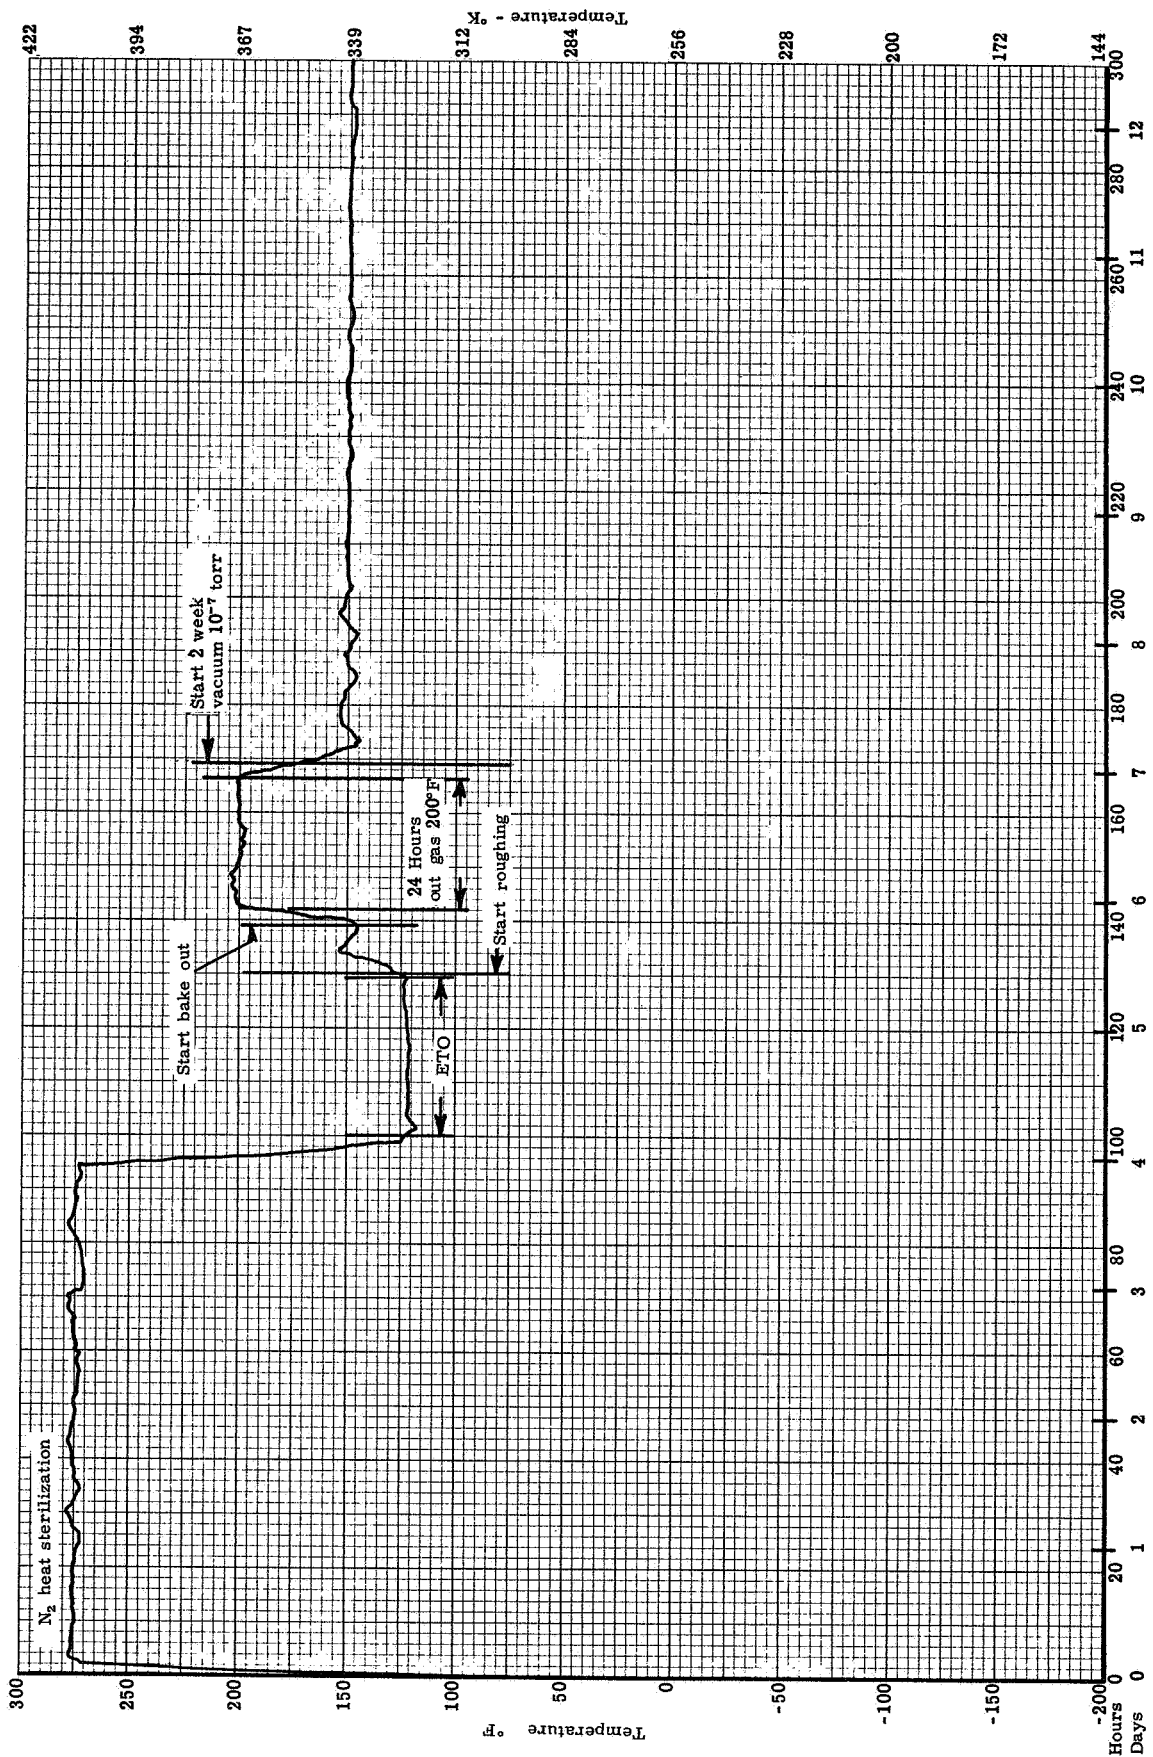 Temperature °F
300
250
200
150
100
50
0
-50
-100
-150
-200
N₂ heat sterilization
Start bake out
ETO
Start roughing
24 Hours
out gas 200°F
Start 2 week
vacuum 10⁻⁷ torr
Temperature - °K
422
394
367
339
312
284
256
228
200
172
144
Hours 0 20 40 60 80 100 120 140 160 180 200 220 240 260 280 300
Days 0 1 2 3 4 5 6 7 8 9 10 11 12